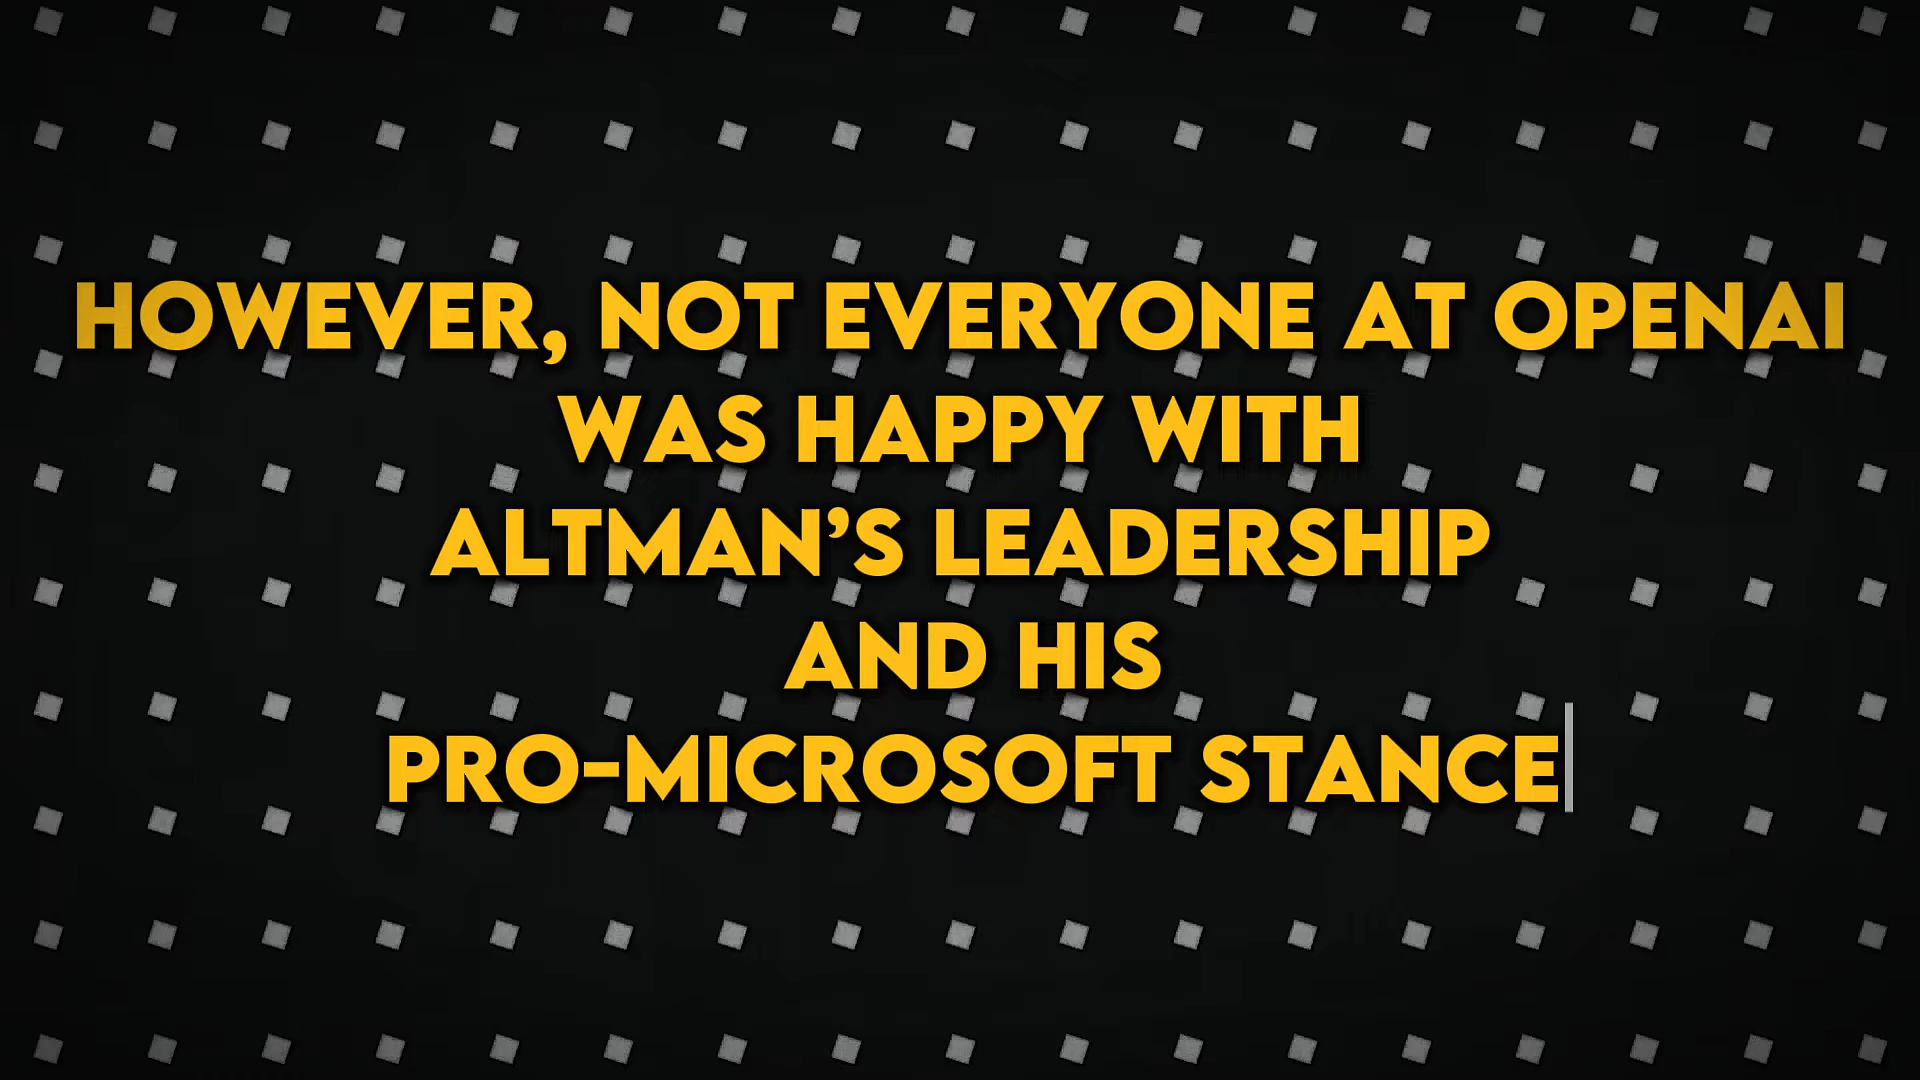 HOWEVER, NOT EVERYONE AT OPENAI
WAS HAPPY WITH
ALTMAN’S LEADERSHIP
AND HIS
PRO-MICROSOFT STANCE